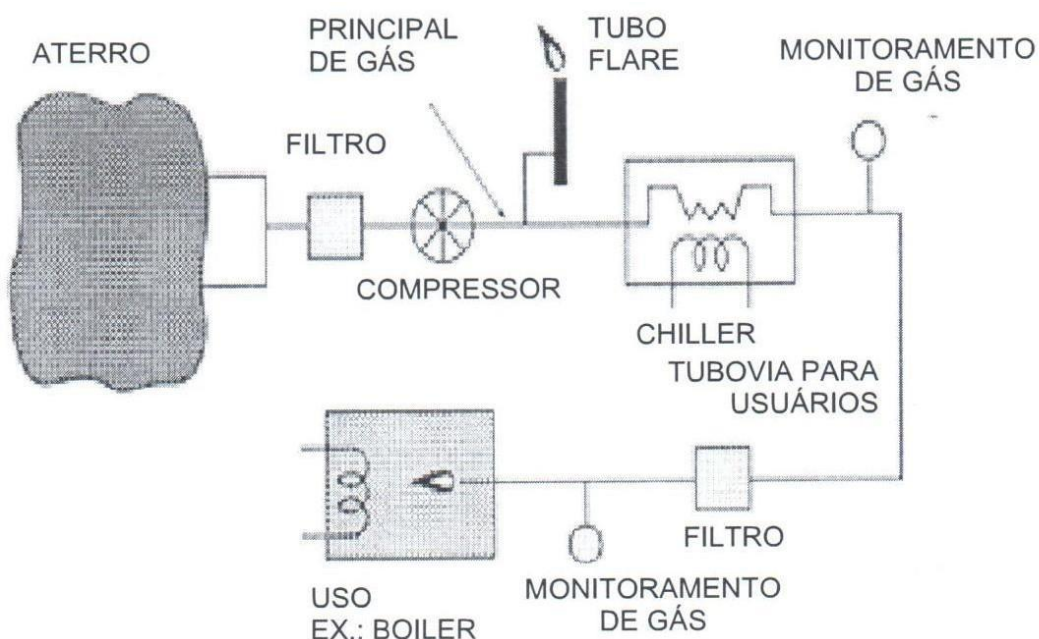 ATERRO
PRINCIPAL
DE GÁS
TUBO
FLARE
MONITORAMENTO
DE GÁS
FILTRO
COMPRESSOR
CHILLER
TUBOVIA PARA
USUÁRIOS
FILTRO
MONITORAMENTO
DE GÁS
USO
EX.: BOILER